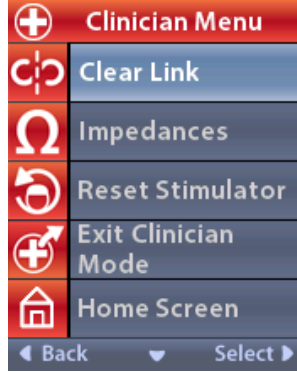 Clinician Menu
Clear Link
Impedances
Reset Stimulator
Exit Clinician
Mode
Home Screen
Back Select